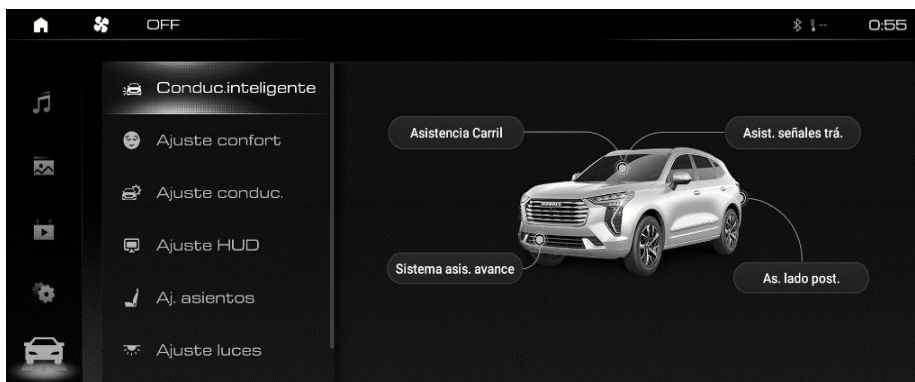 OFF
--
0:55
Conduc.inteligente
Ajuste confort
Ajuste conduc.
Ajuste HUD
Aj. asientos
Ajuste luces
Asistencia Carril
Asist. señales trá.
Sistema asis. avance
As. lado post.